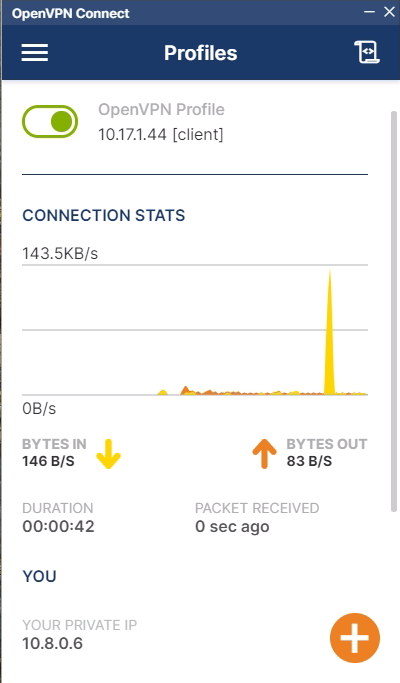 OpenVPN Connect
Profiles
OpenVPN Profile
10.17.1.44 [client]
CONNECTION STATS
143.5KB/s
0B/s
BYTES IN
146 B/S
BYTES OUT
83 B/S
DURATION
00:00:42
PACKET RECEIVED
0 sec ago
YOU
YOUR PRIVATE IP
10.8.0.6